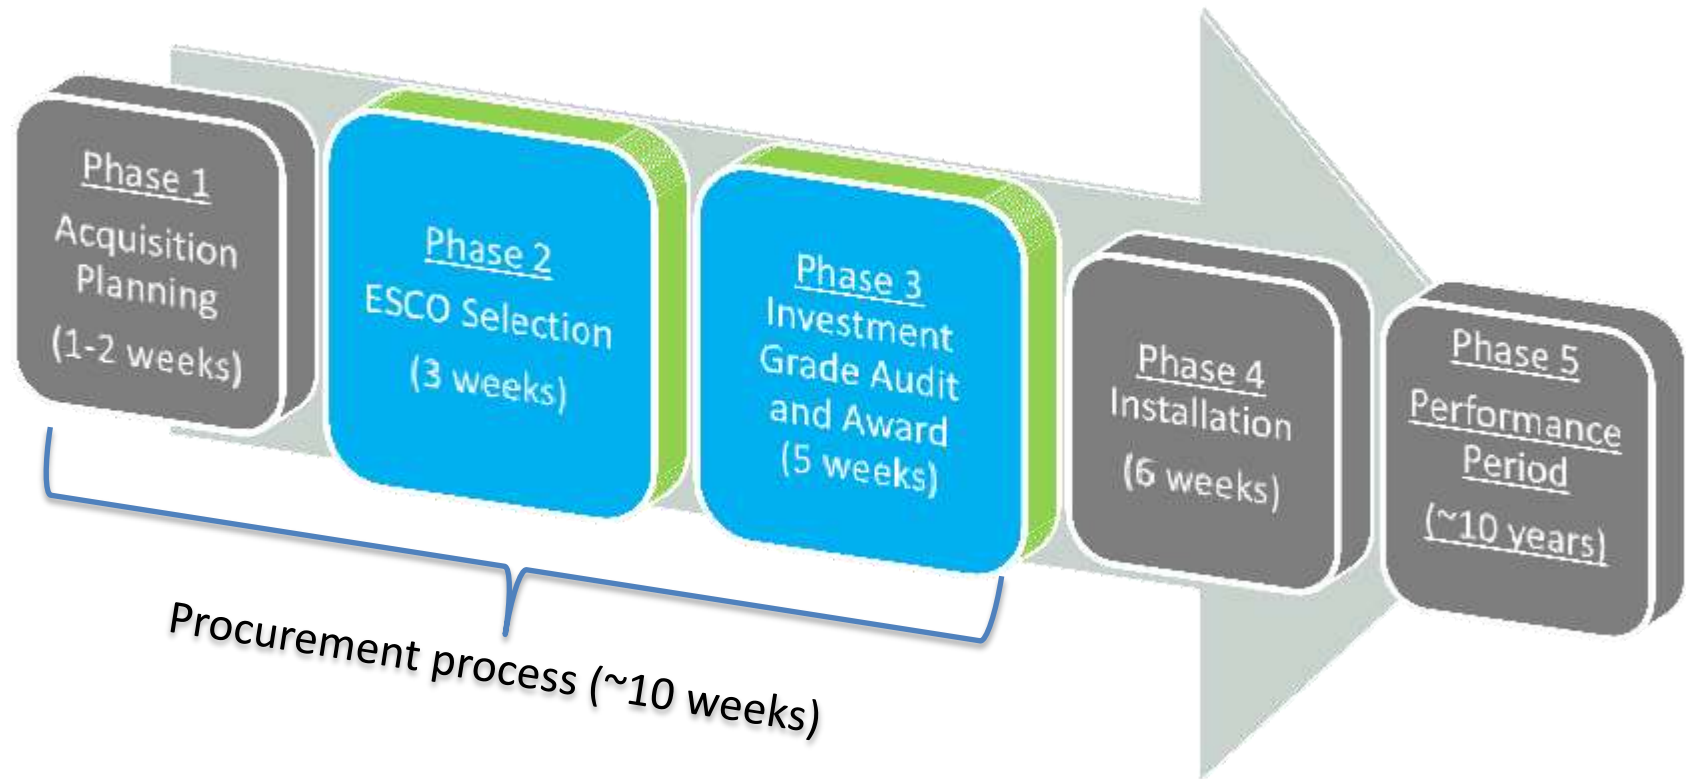 Phase 1
Acquisition
Planning
(1-2 weeks)
Phase 2
ESCO Selection
(3 weeks)
Phase 3
Investment
Grade Audit
and Award
(5 weeks)
Phase 4
Installation
(6 weeks)
Phase 5
Performance
Period
(~10 years)
Procurement process (~10 weeks)